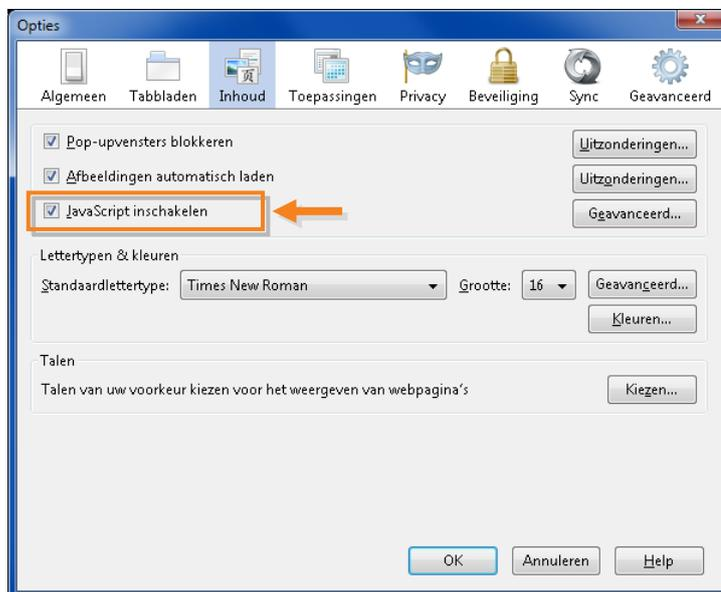 Opties
Algemeen Tabbladen Inhoud Toepassingen Privacy Beveiliging Sync Geavanceerd
Pop-upvensters blokkeren Uitzonderingen...
Afbeeldingen automatisch laden Uitzonderingen...
JavaScript inschakelen Geavanceerd...
Lettertypen & kleuren
Standaardlettertype: Times New Roman Grootte: 16 Geavanceerd...
Kleuren...
Talen
Talen van uw voorkeur kiezen voor het weergeven van webpagina's Kiezen...
OK Annuleren Help